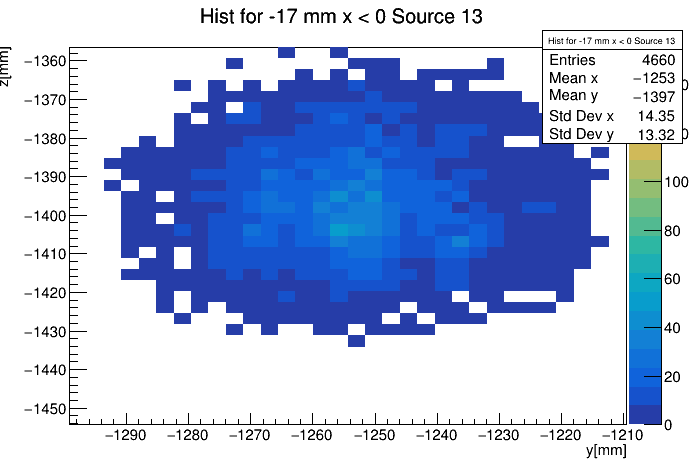 Hist for -17 mm x < 0 Source 13
Hist for -17 mm x < 0 Source 13
Entries 4660
Mean x −1253
Mean y −1397
Std Dev x 14.35
Std Dev y 13.32
z[mm]
−1360
−1370
−1380
−1390
−1400
−1410
−1420
−1430
−1440
−1450
−1290 −1280 −1270 −1260 −1250 −1240 −1230 −1220 −1210
y[mm]
100
80
60
40
20
0